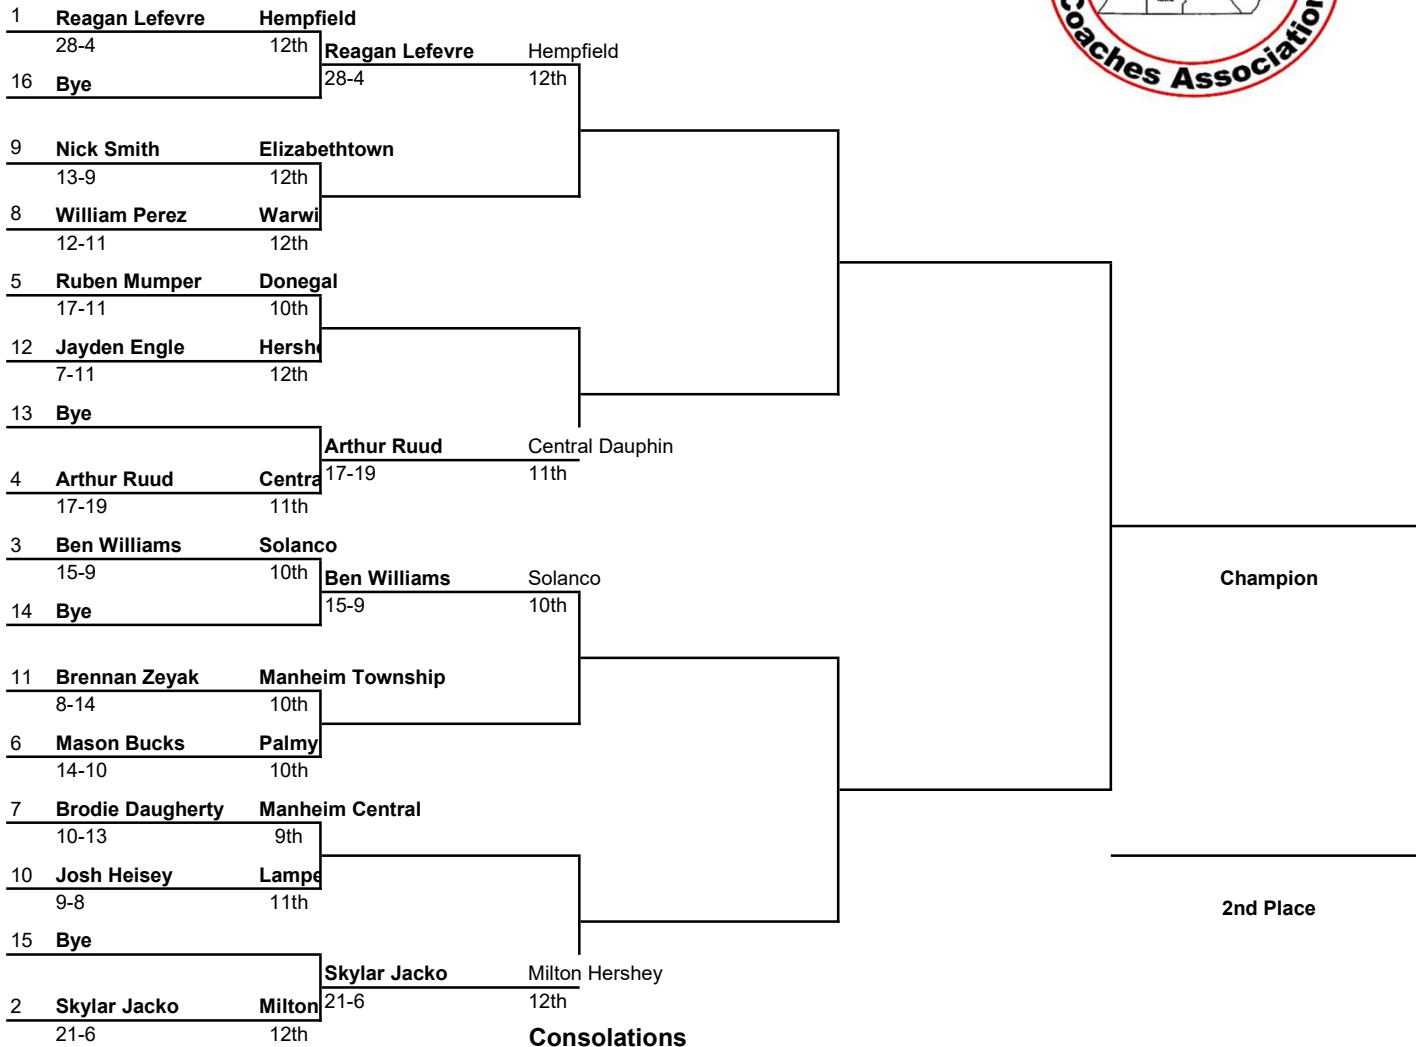 Coaches Association
1 Reagan Lefevre Hempfield
28-4 12th
Reagan Lefevre Hempfield
28-4 12th
16 Bye
9 Nick Smith Elizabethtown
13-9 12th
8 William Perez Warwi
12-11 12th
5 Ruben Mumper Donegal
17-11 10th
12 Jayden Engle Hershe
7-11 12th
13 Bye
Arthur Ruud Central Dauphin
17-19 11th
4 Arthur Ruud Centra
17-19 11th
3 Ben Williams Solanco
15-9 10th
Ben Williams Solanco
15-9 10th
14 Bye
Champion
11 Brennan Zeyak Manheim Township
8-14 10th
6 Mason Bucks Palmy
14-10 10th
7 Brodie Daugherty Manheim Central
10-13 9th
10 Josh Heisey Lampe
9-8 11th
2nd Place
15 Bye
Skylar Jacko Milton Hershey
21-6 12th
2 Skylar Jacko Milton
21-6 12th
Consolations